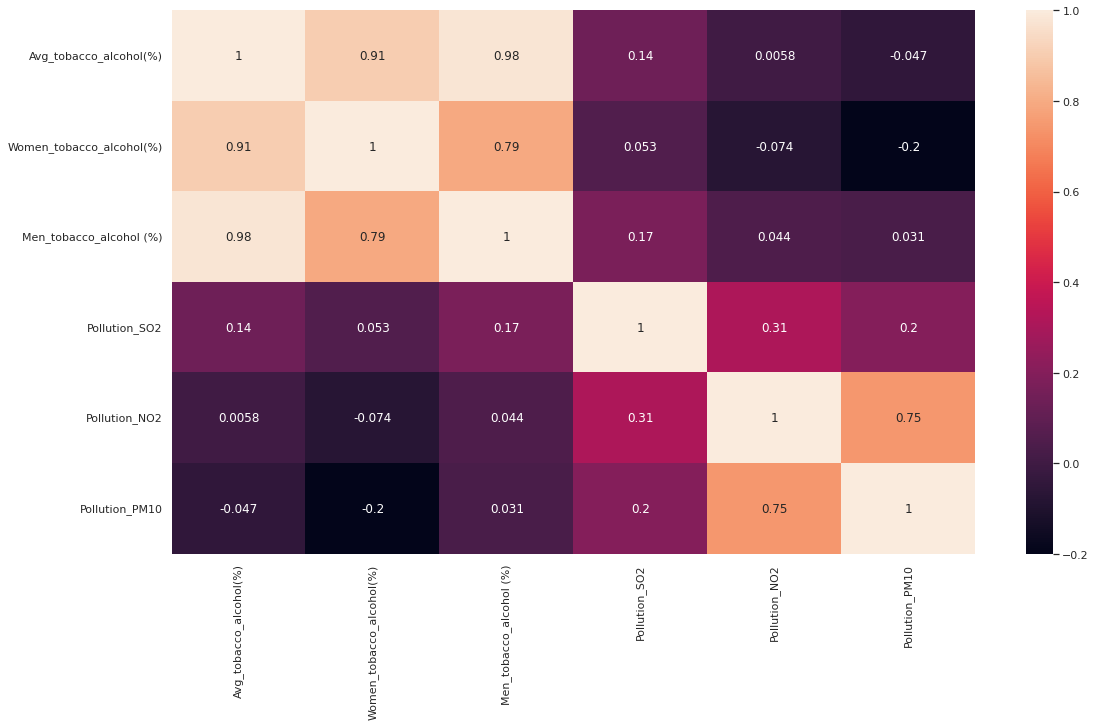 Avg_tobacco_alcohol(%) 1 0.91 0.98 0.14 0.0058 -0.047
Women_tobacco_alcohol(%) 0.91 1 0.79 0.053 -0.074 -0.2
Men_tobacco_alcohol (%) 0.98 0.79 1 0.17 0.044 0.031
Pollution_SO2 0.14 0.053 0.17 1 0.31 0.2
Pollution_NO2 0.0058 -0.074 0.044 0.31 1 0.75
Pollution_PM10 -0.047 -0.2 0.031 0.2 0.75 1
Avg_tobacco_alcohol(%)
Women_tobacco_alcohol(%)
Men_tobacco_alcohol (%)
Pollution_SO2
Pollution_NO2
Pollution_PM10
1.0
0.8
0.6
0.4
0.2
0.0
−0.2